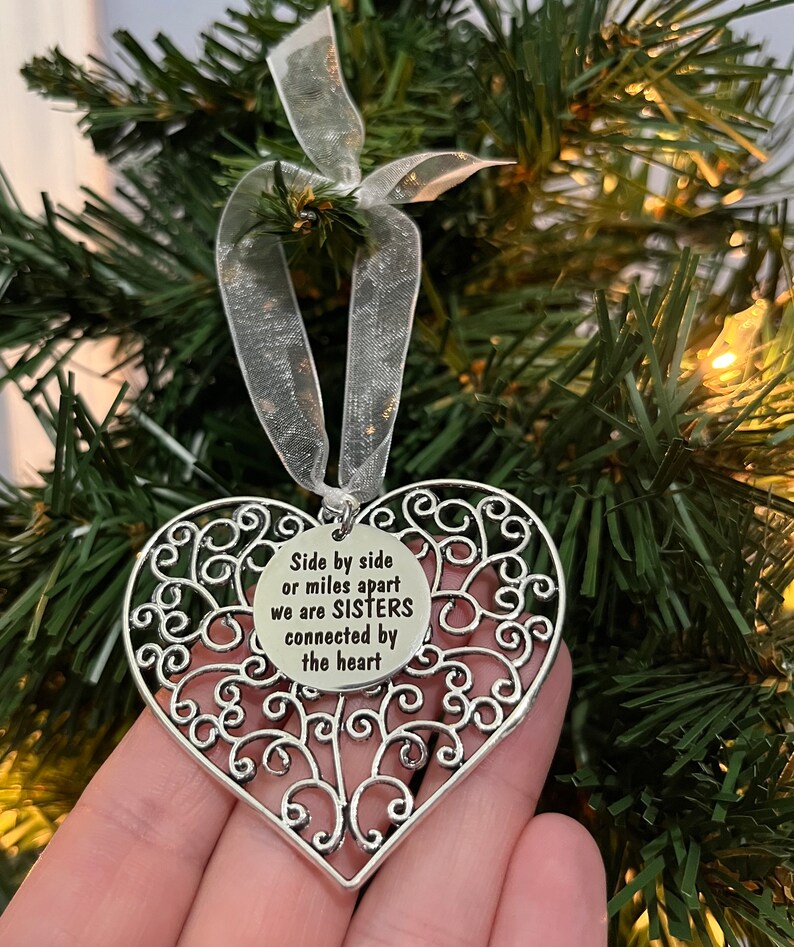 Side by side
or miles apart
we are SISTERS
connected by
the heart